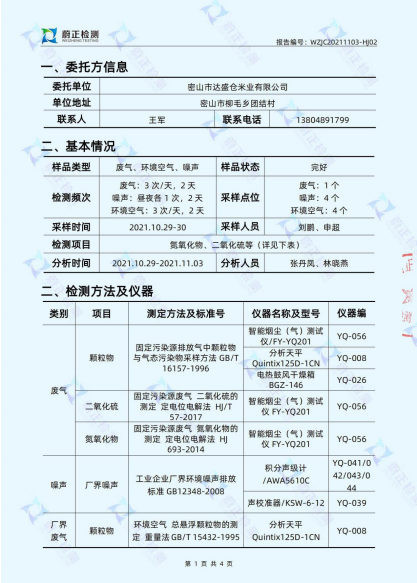 蔚正检测
WEIZHENG TESTING
报告编号：WZJC20211103-HJ02
一、委托方信息
委托单位 密山市达盛仓米业有限公司
单位地址 密山市柳毛乡团结村
联系人 王军 联系电话 13804891799
二、基本情况
样品类型 废气、环境空气、噪声 样品状态 完好
检测频次 废气：3 次/天，2 天 采样点位 废气：1 个
噪声：昼夜各 1 次，2 天 噪声：4 个
环境空气：3 次/天，2 天 环境空气：4 个
采样时间 2021.10.29-30 采样人员 刘鹏、申超
检测项目 氮氧化物、二氧化硫等（详见下表）
分析时间 2021.10.29-2021.11.03 分析人员 张丹凤、林晓燕
二、检测方法及仪器
类别 项目 测定方法及标准号 仪器名称及型号 仪器编
废气 颗粒物 固定污染源排放气中颗粒物
与气态污染物采样方法 GB/T
16157-1996
智能烟尘（气）测试
仪/FY-YQ201 YQ-056
分析天平
Quintix125D-1CN YQ-008
电热鼓风干燥箱
BGZ-146 YQ-026
二氧化硫 固定污染源废气 二氧化硫的
测定 定电位电解法 HJ/T
57-2017
智能烟尘（气）测试
仪 FY-YQ201 YQ-056
氮氧化物 固定污染源废气 氮氧化物的
测定 定电位电解法 HJ
693-2014
智能烟尘（气）测试
仪 FY-YQ201 YQ-056
噪声 厂界噪声 工业企业厂界环境噪声排放
标准 GB12348-2008
积分声级计
/AWA5610C
YQ-041/0
42/043/0
44
声校准器/KSW-6-12 YQ-039
厂界
废气
颗粒物 环境空气 总悬浮颗粒物的测
定 重量法 GB/T 15432-1995
分析天平
Quintix125D-1CN YQ-008
第 1 页 共 4 页